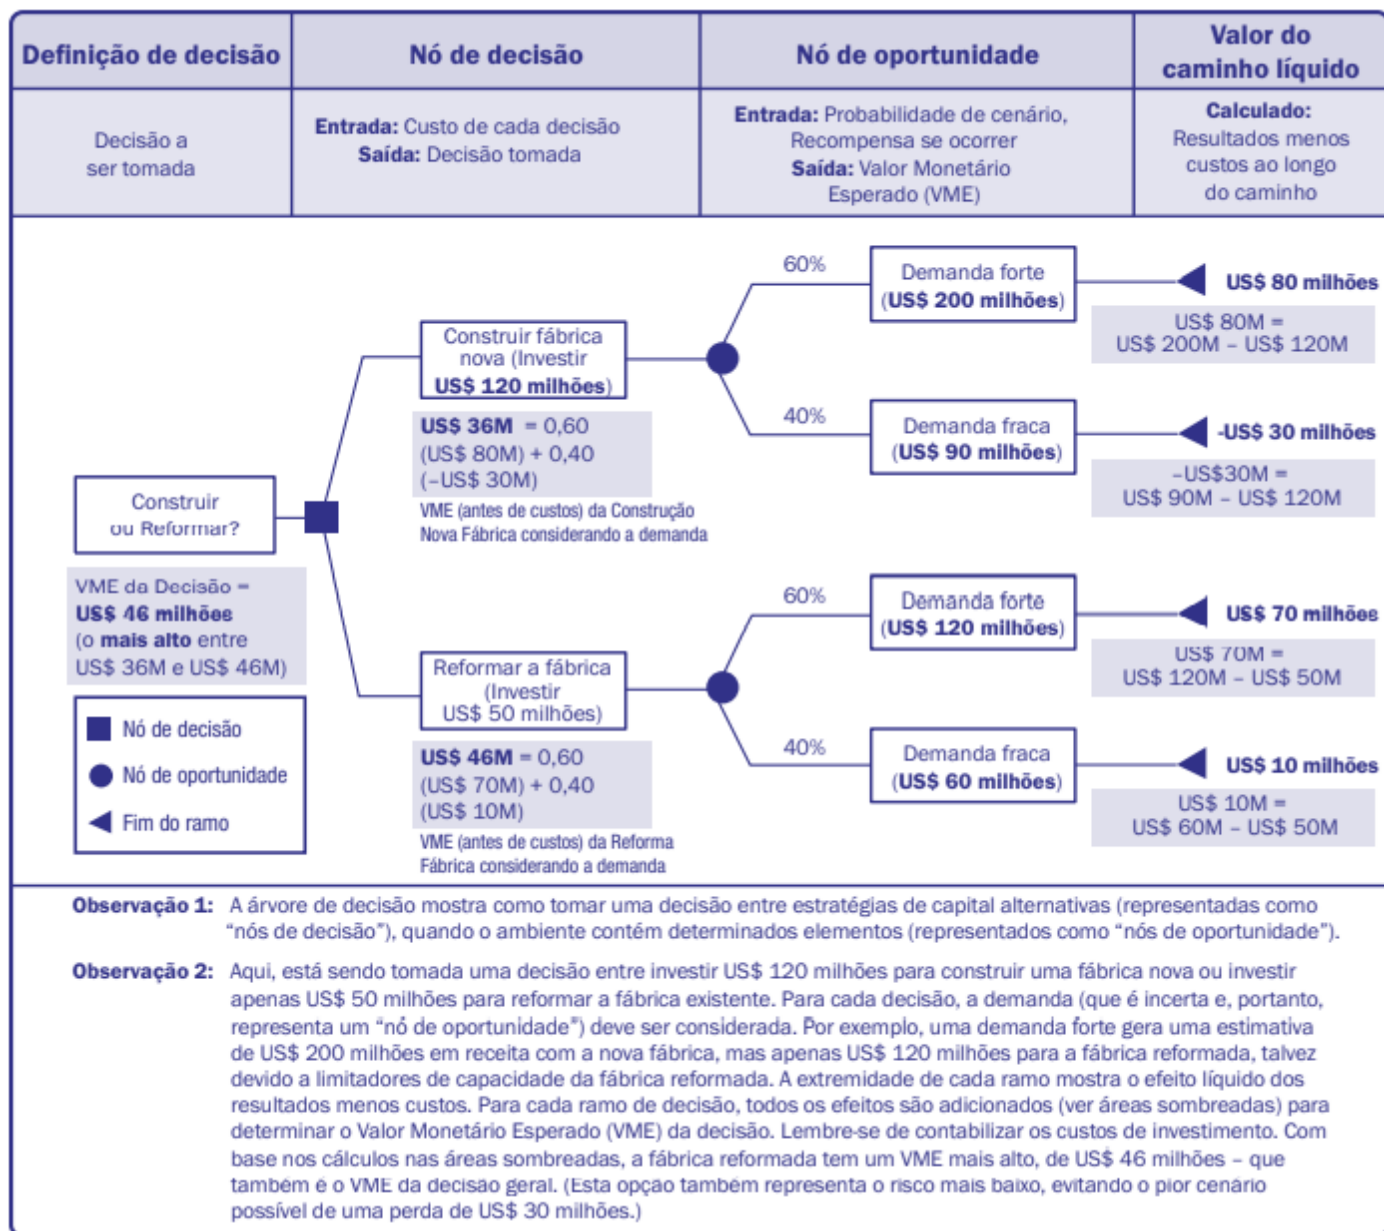 Definição de decisão
Nó de decisão
Nó de oportunidade
Valor do
caminho líquido
Decisão a
ser tomada
Entrada: Custo de cada decisão
Saída: Decisão tomada
Entrada: Probabilidade de cenário,
Recompensa se ocorrer
Saída: Valor Monetário
Esperado (VME)
Calculado:
Resultados menos
custos ao longo
do caminho
Construir
ou Reformar?
VME da Decisão =
US$ 46 milhões
(o mais alto entre
US$ 36M e US$ 46M)
Nó de decisão
Nó de oportunidade
Fim do ramo
Construir fábrica
nova (Investir
US$ 120 milhões)
US$ 36M = 0,60
(US$ 80M) + 0,40
(–US$ 30M)
VME (antes de custos) da Construção
Nova Fábrica considerando a demanda
60%
Demanda forte
(US$ 200 milhões)
US$ 80 milhões
US$ 80M =
US$ 200M – US$ 120M
40%
Demanda fraca
(US$ 90 milhões)
-US$ 30 milhões
–US$30M =
US$ 90M – US$ 120M
Reformar a fábrica
(Investir
US$ 50 milhões)
US$ 46M = 0,60
(US$ 70M) + 0,40
(US$ 10M)
VME (antes de custos) da Reforma
Fábrica considerando a demanda
60%
Demanda forte
(US$ 120 milhões)
US$ 70 milhões
US$ 70M =
US$ 120M – US$ 50M
40%
Demanda fraca
(US$ 60 milhões)
US$ 10 milhões
US$ 10M =
US$ 60M – US$ 50M
Observação 1: A árvore de decisão mostra como tomar uma decisão entre estratégias de capital alternativas (representadas como
“nós de decisão”), quando o ambiente contém determinados elementos (representados como “nós de oportunidade”).
Observação 2: Aqui, está sendo tomada uma decisão entre investir US$ 120 milhões para construir uma fábrica nova ou investir
apenas US$ 50 milhões para reformar a fábrica existente. Para cada decisão, a demanda (que é incerta e, portanto,
representa um “nó de oportunidade”) deve ser considerada. Por exemplo, uma demanda forte gera uma estimativa
de US$ 200 milhões em receita com a nova fábrica, mas apenas US$ 120 milhões para a fábrica reformada, talvez
devido a limitadores de capacidade da fábrica reformada. A extremidade de cada ramo mostra o efeito líquido dos
resultados menos custos. Para cada ramo de decisão, todos os efeitos são adicionados (ver áreas sombreadas) para
determinar o Valor Monetário Esperado (VME) da decisão. Lembre-se de contabilizar os custos de investimento. Com
base nos cálculos nas áreas sombreadas, a fábrica reformada tem um VME mais alto, de US$ 46 milhões – que
também é o VME da decisão geral. (Esta opção também representa o risco mais baixo, evitando o pior cenário
possível de uma perda de US$ 30 milhões.)